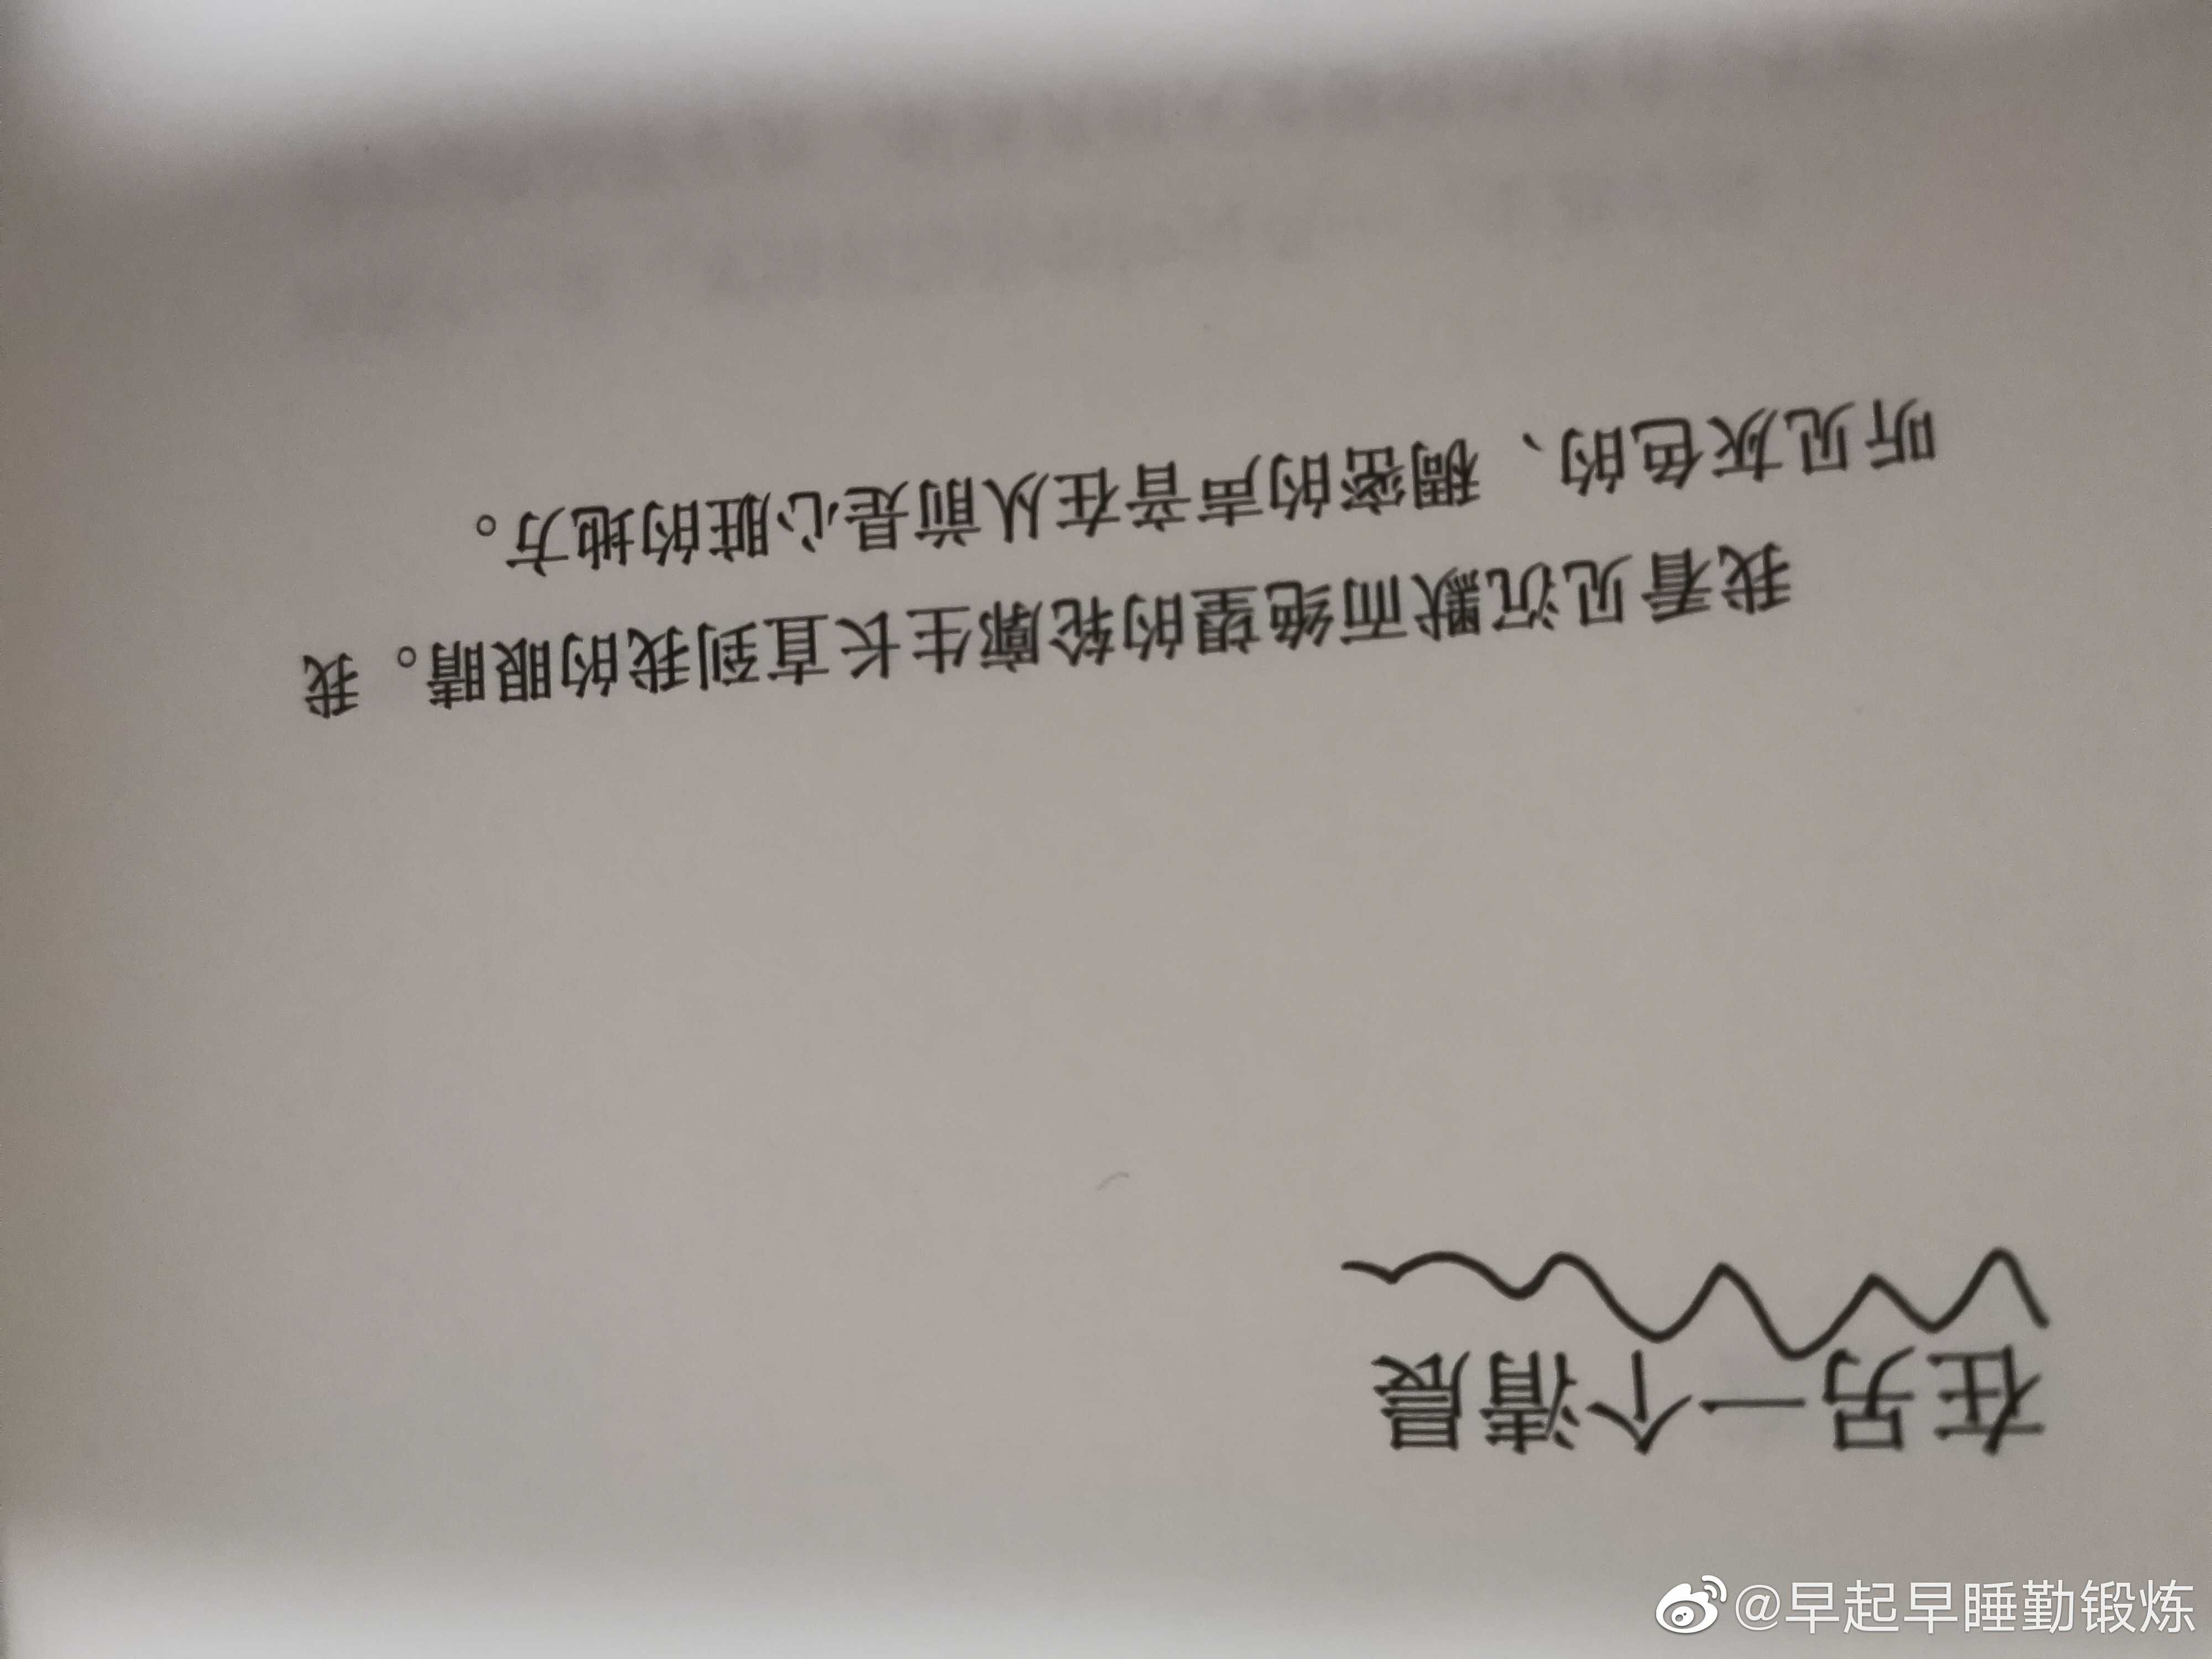 在另一个清晨
我看见沉默而绝望的轮廓生长直到我的眼睛。我
听见灰色的、稠密的声音在从前是心脏的地方。
@早起早睡勤锻炼